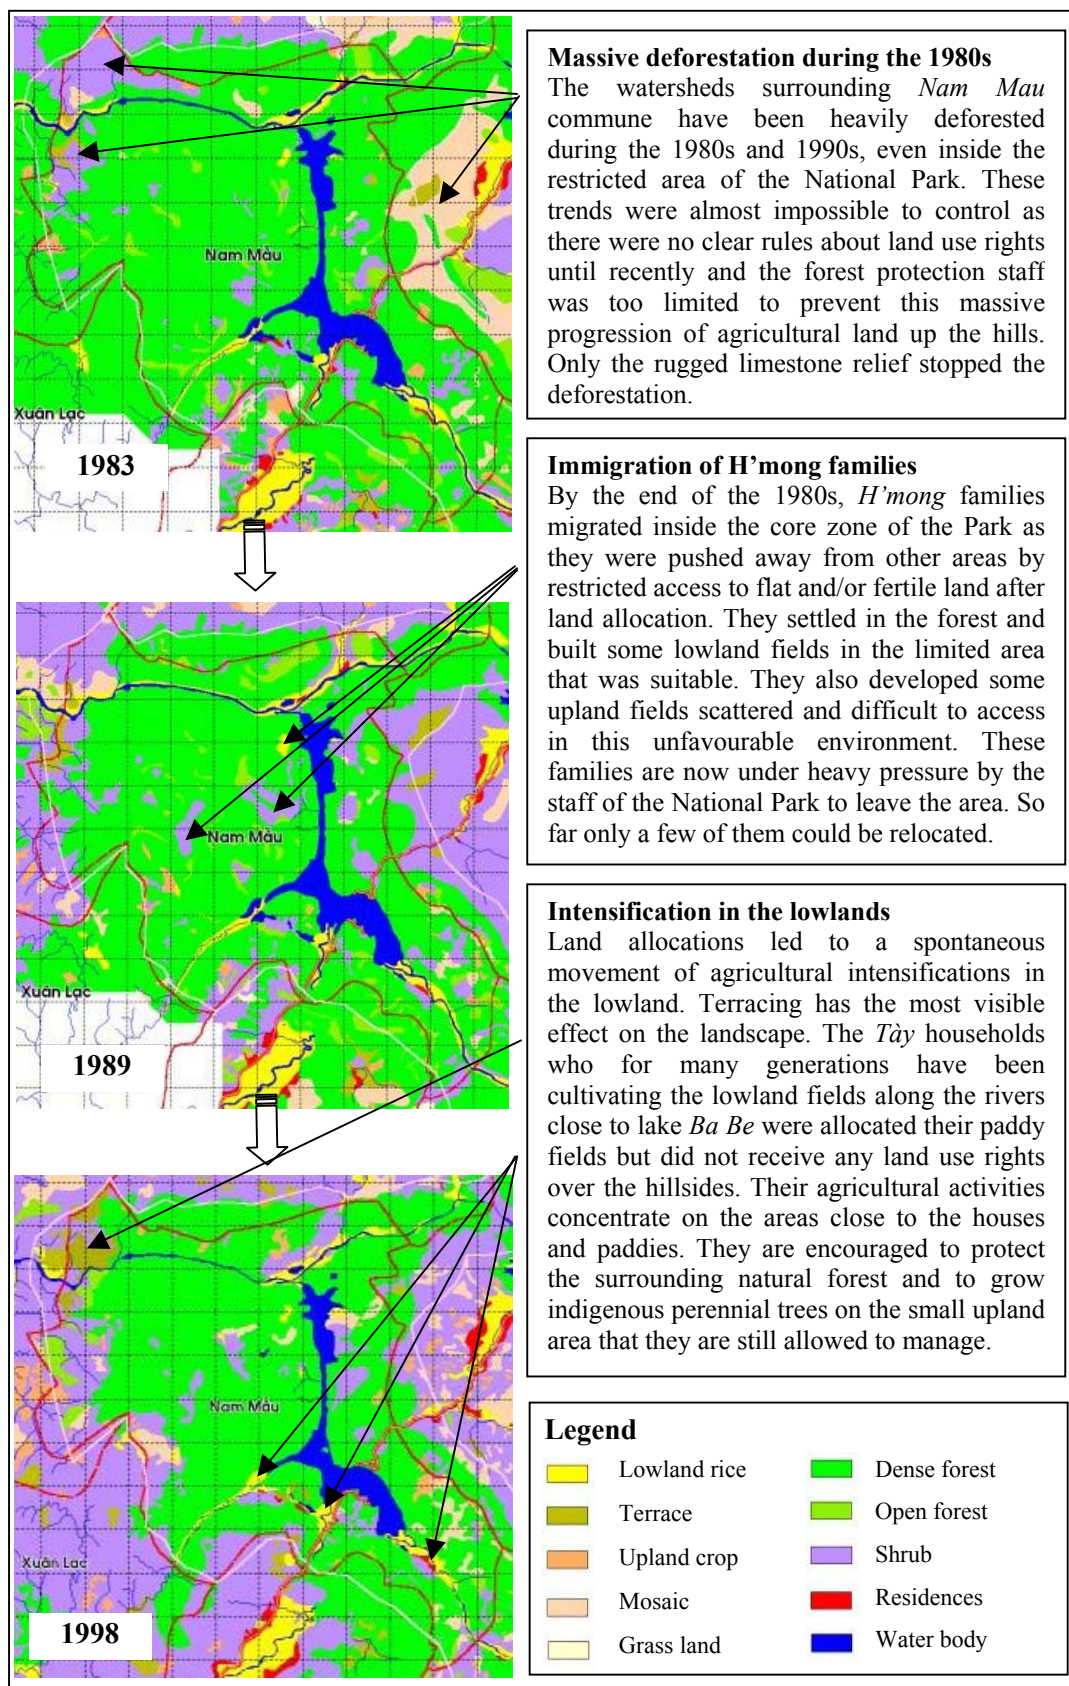 Nam Mẫu
Xuân Lạc
1983
Nam Mẫu
Xuân Lạc
1989
Nam Mẫu
Xuân Lạc
1998
Massive deforestation during the 1980s
The watersheds surrounding Nam Mau
commune have been heavily deforested
during the 1980s and 1990s, even inside the
restricted area of the National Park. These
trends were almost impossible to control as
there were no clear rules about land use rights
until recently and the forest protection staff
was too limited to prevent this massive
progression of agricultural land up the hills.
Only the rugged limestone relief stopped the
deforestation.
Immigration of H'mong families
By the end of the 1980s, H'mong families
migrated inside the core zone of the Park as
they were pushed away from other areas by
restricted access to flat and/or fertile land after
land allocation. They settled in the forest and
built some lowland fields in the limited area
that was suitable. They also developed some
upland fields scattered and difficult to access
in this unfavourable environment. These
families are now under heavy pressure by the
staff of the National Park to leave the area. So
far only a few of them could be relocated.
Intensification in the lowlands
Land allocations led to a spontaneous
movement of agricultural intensifications in
the lowland. Terracing has the most visible
effect on the landscape. The Tày households
who for many generations have been
cultivating the lowland fields along the rivers
close to lake Ba Be were allocated their paddy
fields but did not receive any land use rights
over the hillsides. Their agricultural activities
concentrate on the areas close to the houses
and paddies. They are encouraged to protect
the surrounding natural forest and to grow
indigenous perennial trees on the small upland
area that they are still allowed to manage.
Legend
Lowland rice
Terrace
Upland crop
Mosaic
Grass land
Dense forest
Open forest
Shrub
Residences
Water body